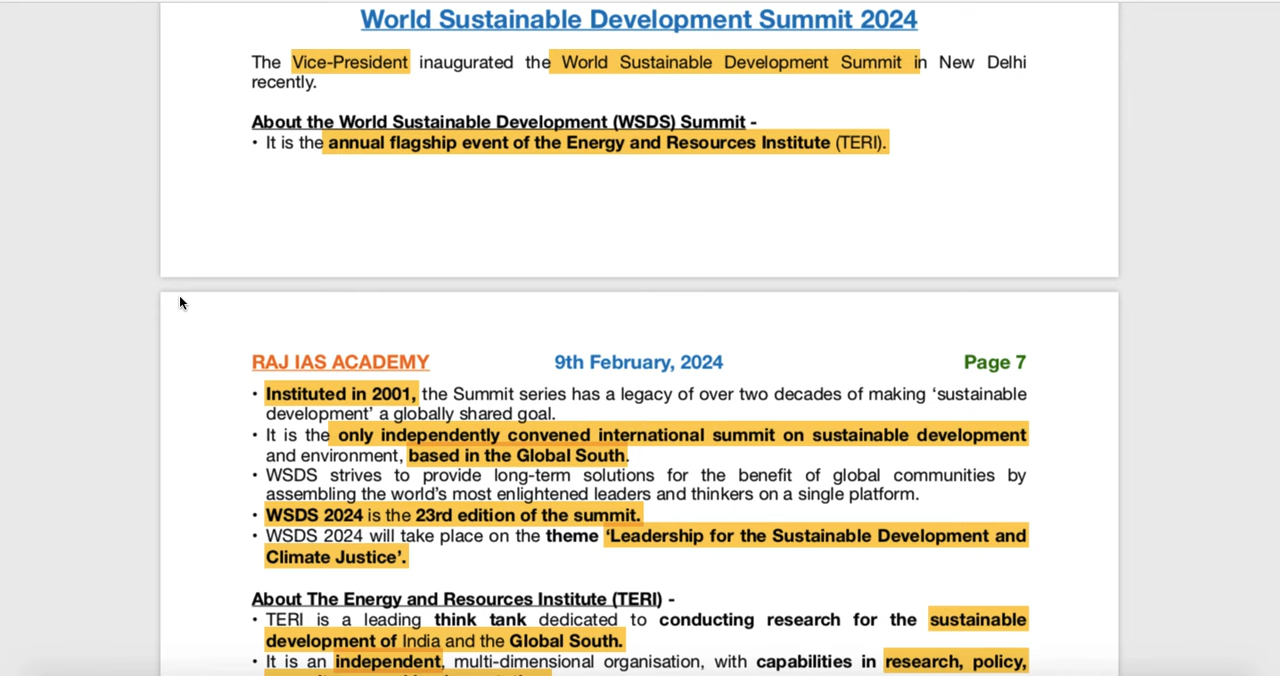 World Sustainable Development Summit 2024
The Vice-President inaugurated the World Sustainable Development Summit in New Delhi
recently.
About the World Sustainable Development (WSDS) Summit -
• It is the annual flagship event of the Energy and Resources Institute (TERI).
RAJ IAS ACADEMY 9th February, 2024 Page 7
• Instituted in 2001, the Summit series has a legacy of over two decades of making ‘sustainable
development’ a globally shared goal.
• It is the only independently convened international summit on sustainable development
and environment, based in the Global South.
• WSDS strives to provide long-term solutions for the benefit of global communities by
assembling the world’s most enlightened leaders and thinkers on a single platform.
• WSDS 2024 is the 23rd edition of the summit.
• WSDS 2024 will take place on the theme ‘Leadership for the Sustainable Development and
Climate Justice’.
About The Energy and Resources Institute (TERI) -
• TERI is a leading think tank dedicated to conducting research for the sustainable
development of India and the Global South.
• It is an independent, multi-dimensional organisation, with capabilities in research, policy,